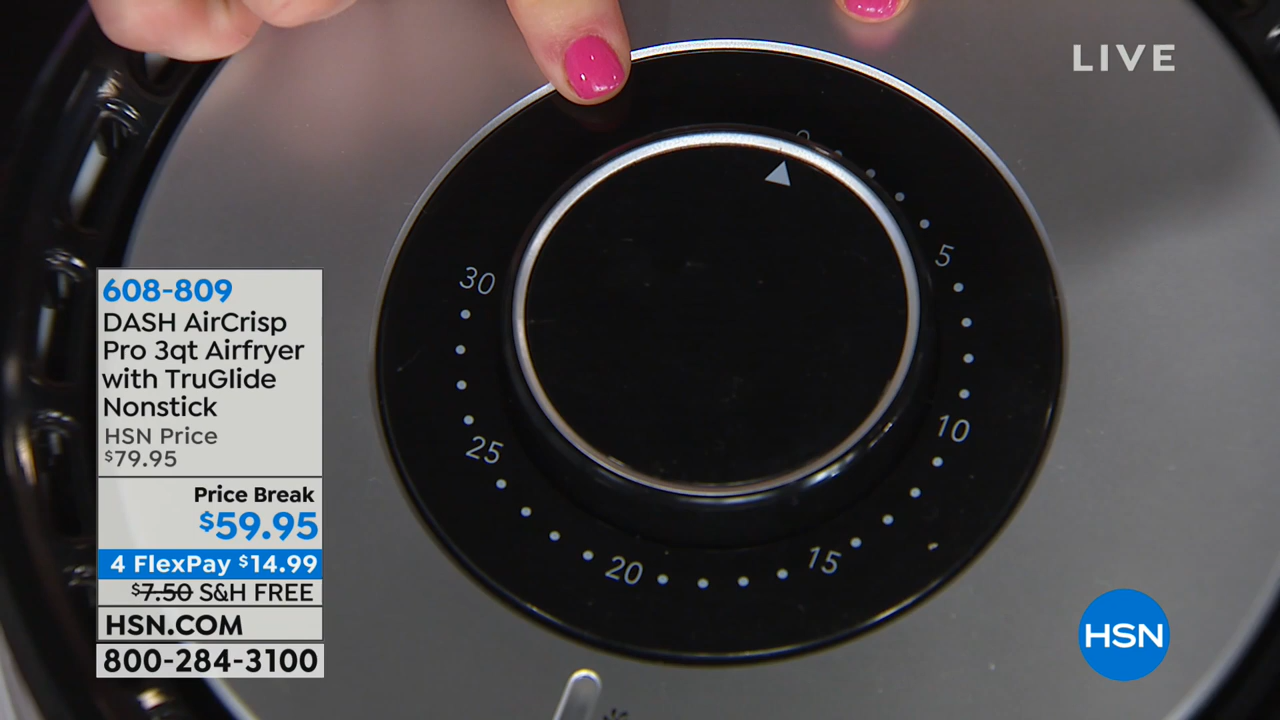 LIVE
0
5
30
10
25
15
20
608-809
DASH AirCrisp
Pro 3qt Airfryer
with TruGlide
Nonstick
HSN Price
$79.95
Price Break
$59.95
4 FlexPay $14.99
$7.50 S&H FREE
HSN.COM
800-284-3100
HSN